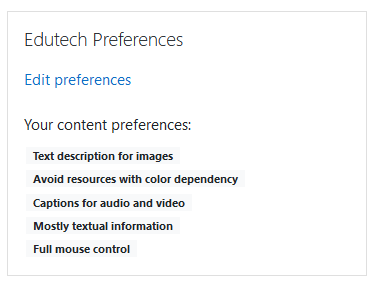 Edutech Preferences
Edit preferences
Your content preferences:
Text description for images
Avoid resources with color dependency
Captions for audio and video
Mostly textual information
Full mouse control